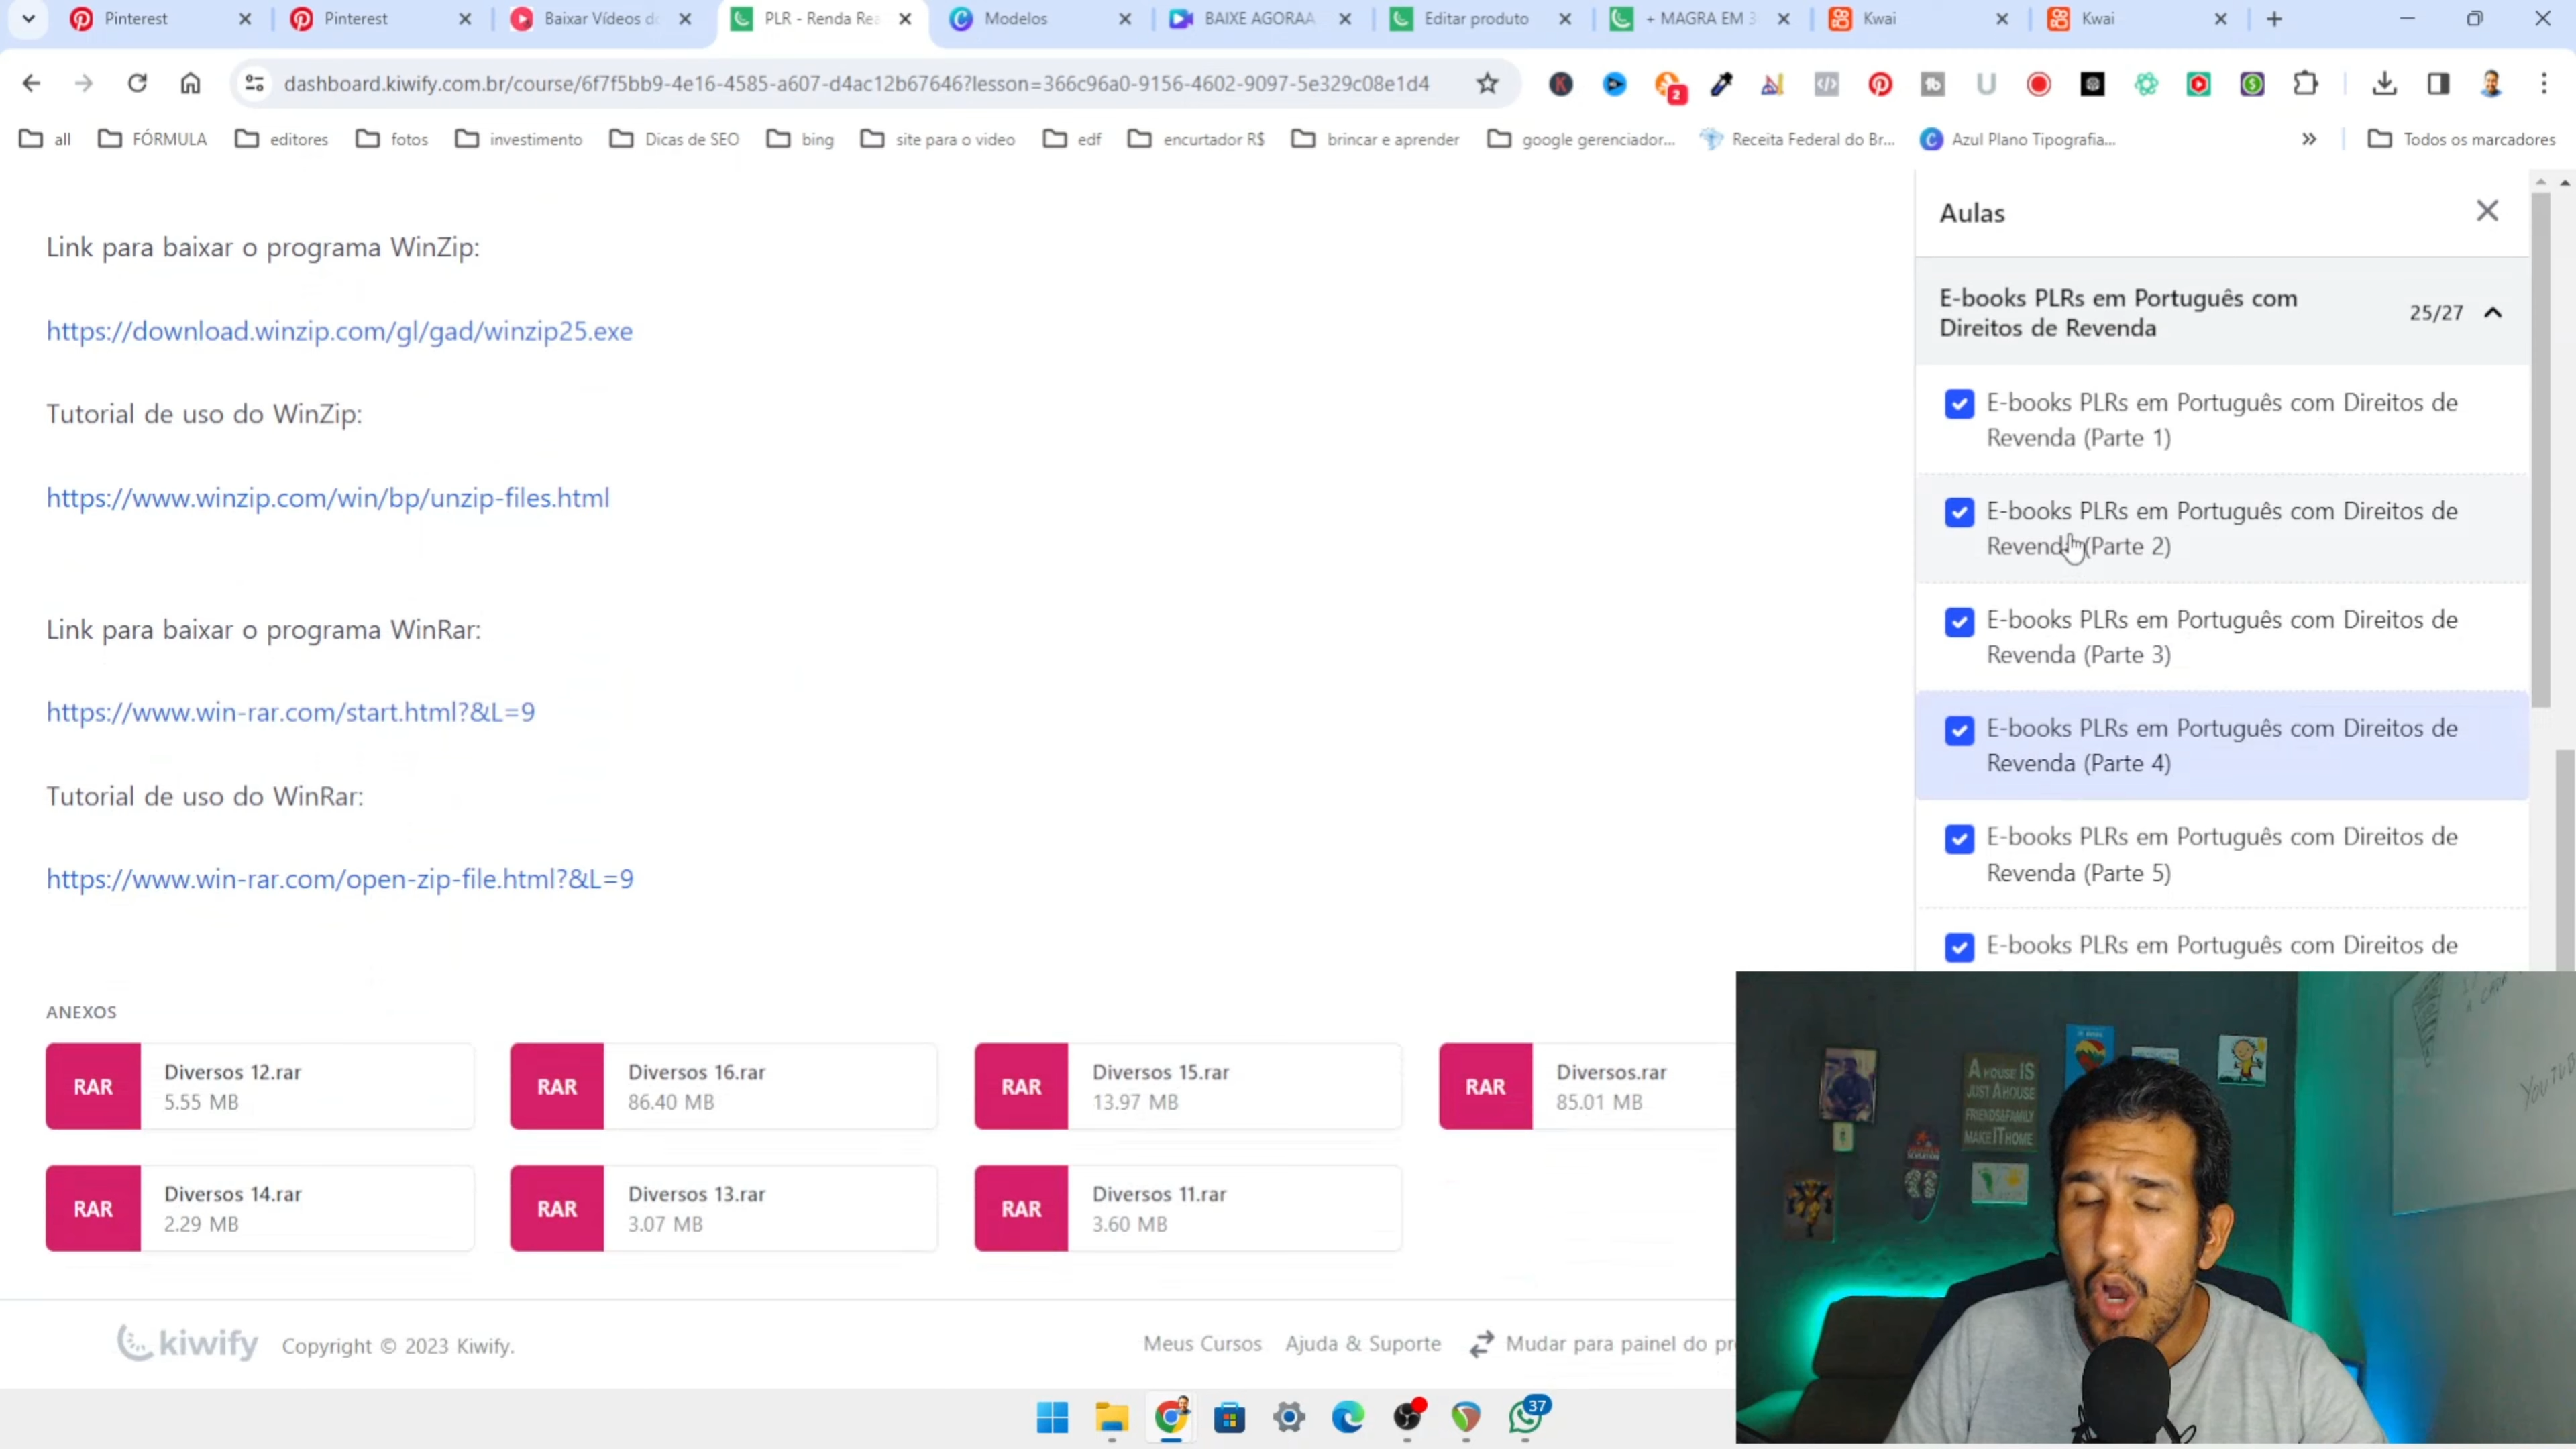 Pinterest
Pinterest
Baixar Vídeos d
PLR - Renda Rea
Modelos
BAIXE AGORAA
Editar produto
+ MAGRA EM 3
Kwai
Kwai
dashboard.kiwify.com.br/course/6f7f5bb9-4e16-4585-a607-d4ac12b67646?lesson=366c96a0-9156-4602-9097-5e329c08e1d4
2
all
FÓRMULA
editores
fotos
investimento
Dicas de SEO
bing
site para o video
edf
encurtador R$
brincar e aprender
google gerenciador...
Receita Federal do Br...
Azul Plano Tipografia...
Todos os marcadores
Link para baixar o programa WinZip:
https://download.winzip.com/gl/gad/winzip25.exe
Tutorial de uso do WinZip:
https://www.winzip.com/win/bp/unzip-files.html
Link para baixar o programa WinRar:
https://www.win-rar.com/start.html?&L=9
Tutorial de uso do WinRar:
https://www.win-rar.com/open-zip-file.html?&L=9
Aulas
E-books PLRs em Português com
Direitos de Revenda
25/27
E-books PLRs em Português com Direitos de
Revenda (Parte 1)
E-books PLRs em Português com Direitos de
Revenda (Parte 2)
E-books PLRs em Português com Direitos de
Revenda (Parte 3)
E-books PLRs em Português com Direitos de
Revenda (Parte 4)
E-books PLRs em Português com Direitos de
Revenda (Parte 5)
E-books PLRs em Português com Direitos de
ANEXOS
RAR
Diversos 12.rar
5.55 MB
RAR
Diversos 16.rar
86.40 MB
RAR
Diversos 15.rar
13.97 MB
RAR
Diversos.rar
85.01 MB
RAR
Diversos 14.rar
2.29 MB
RAR
Diversos 13.rar
3.07 MB
RAR
Diversos 11.rar
3.60 MB
kiwify
Copyright © 2023 Kiwify.
Meus Cursos
Ajuda & Suporte
Mudar para painel do pr
37
A HOUSE IS
JUST A HOUSE
FRIENDS&FAMILY
MAKE IT HOME
A CADA
YOUTUB